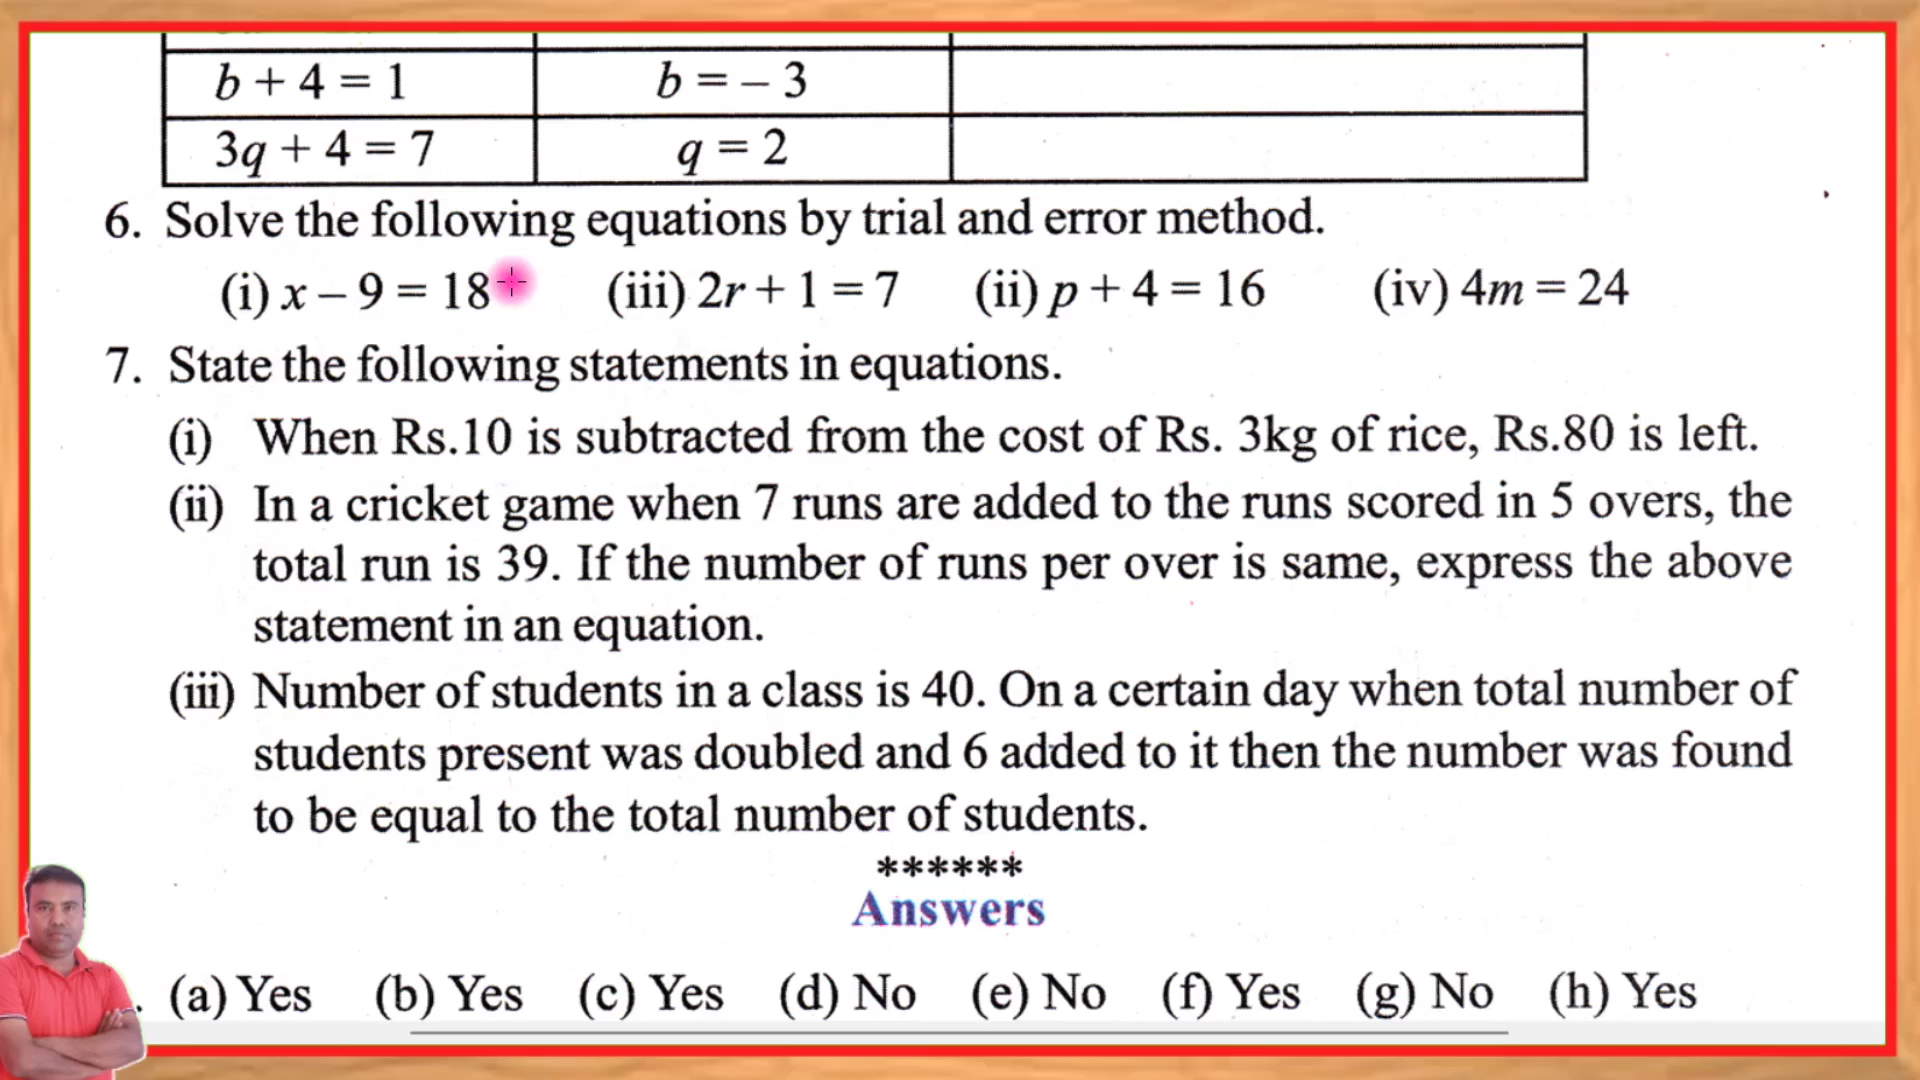 b + 4 = 1 b = – 3
3q + 4 = 7 q = 2
6. Solve the following equations by trial and error method.
(i) x – 9 = 18 (iii) 2r + 1 = 7 (ii) p + 4 = 16 (iv) 4m = 24
7. State the following statements in equations.
(i) When Rs.10 is subtracted from the cost of Rs. 3kg of rice, Rs.80 is left.
(ii) In a cricket game when 7 runs are added to the runs scored in 5 overs, the
total run is 39. If the number of runs per over is same, express the above
statement in an equation.
(iii) Number of students in a class is 40. On a certain day when total number of
students present was doubled and 6 added to it then the number was found
to be equal to the total number of students.
******
Answers
(a) Yes (b) Yes (c) Yes (d) No (e) No (f) Yes (g) No (h) Yes